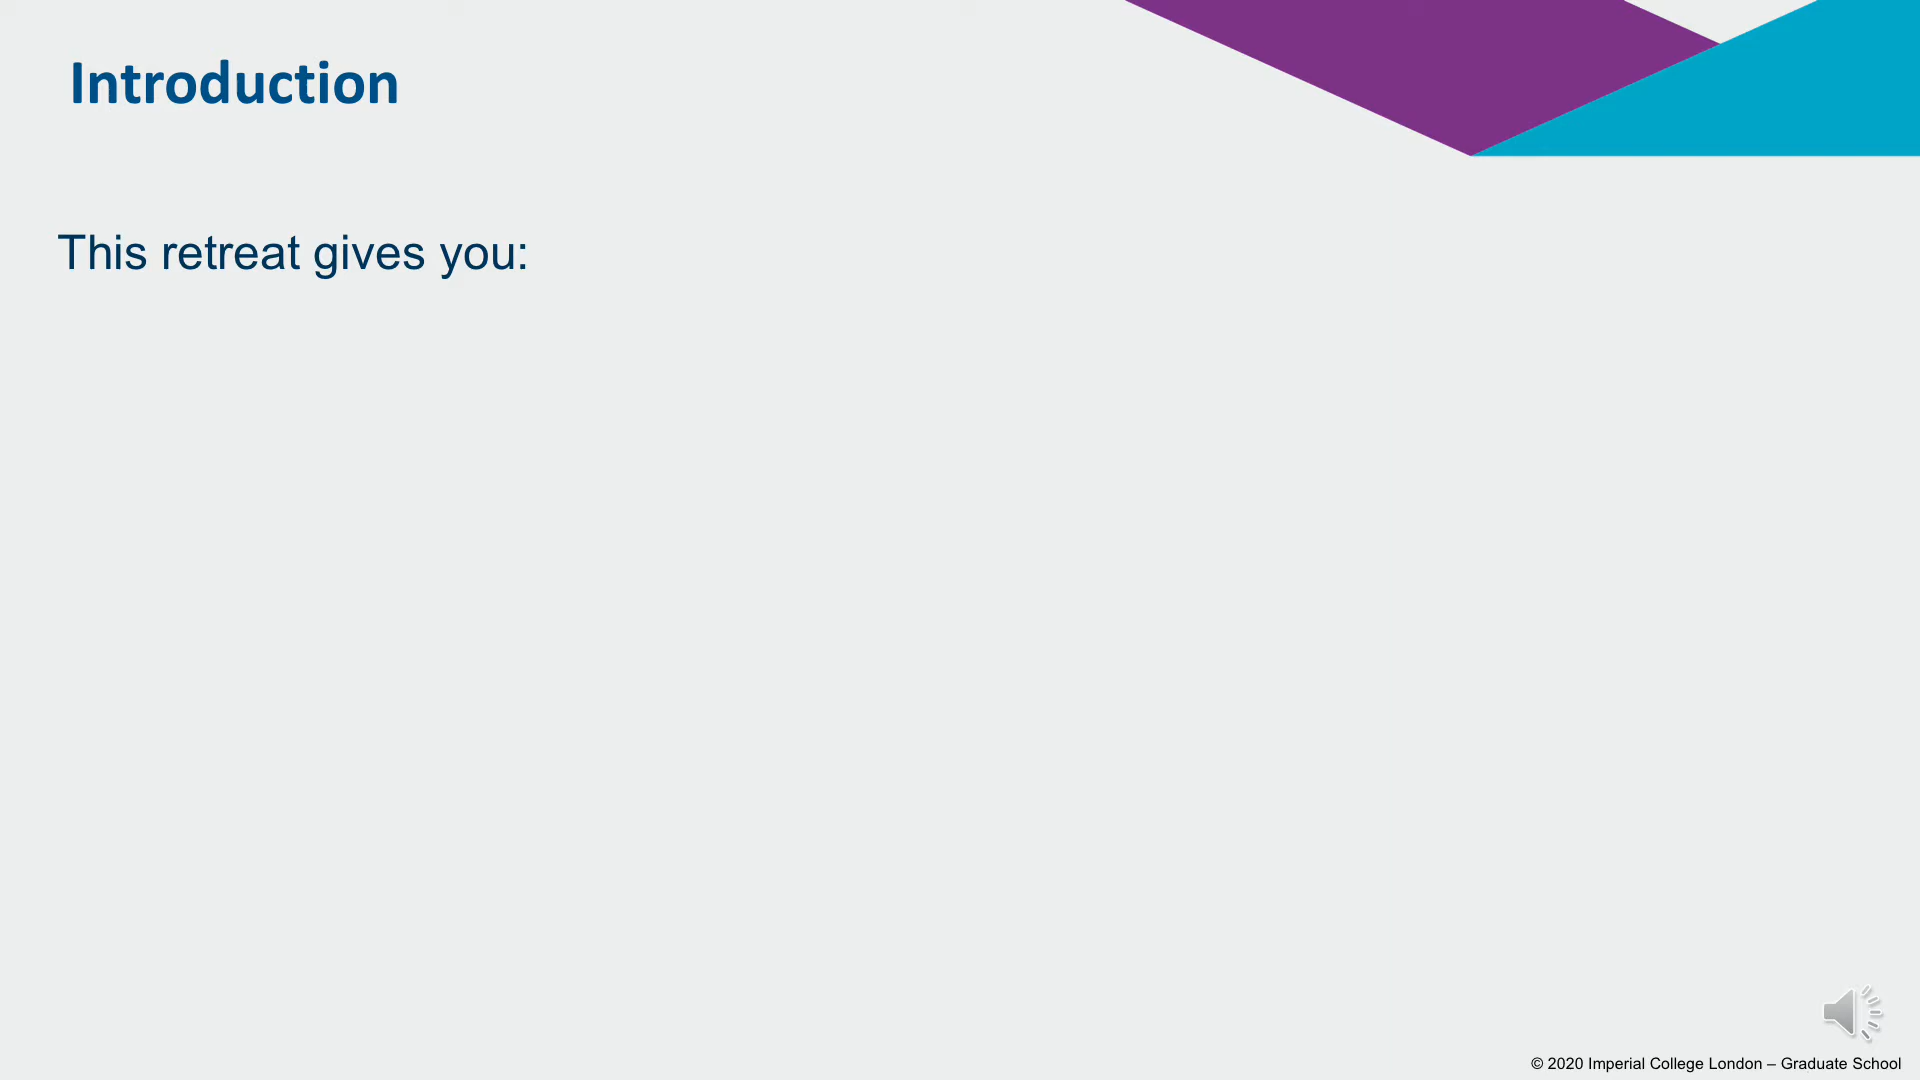 Introduction
This retreat gives you:
© 2020 Imperial College London – Graduate School